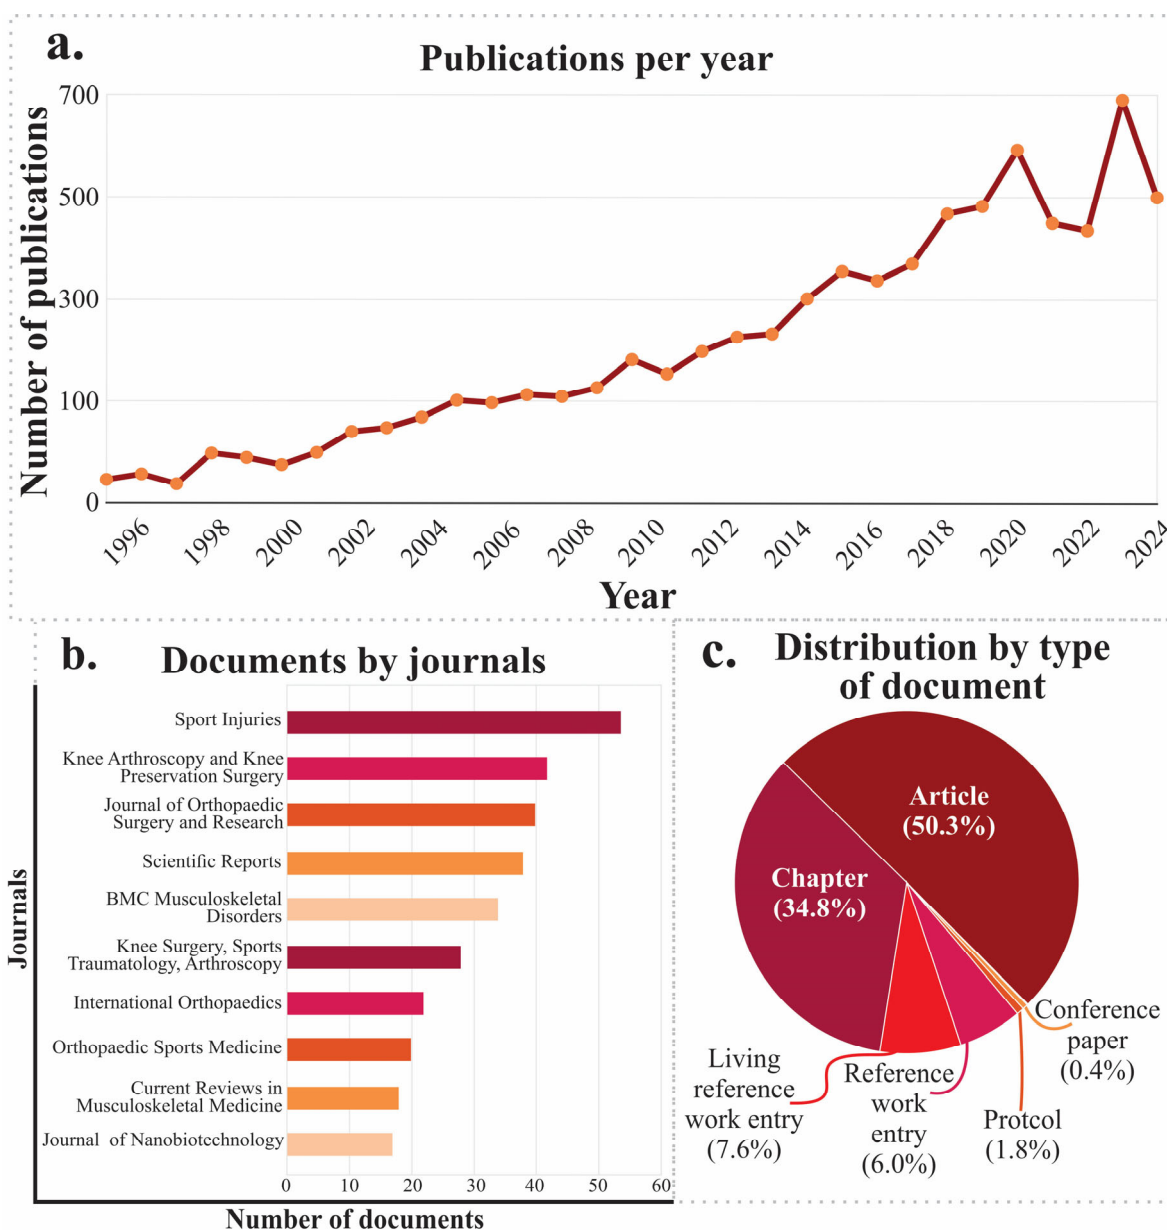 a.
Publications per year
Number of publications
700
500
300
100
0
1996
1998
2000
2002
2004
2006
2008
2010
2012
2014
2016
2018
2020
2022
2024
Year
b.
Documents by journals
Journals
Sport Injuries
Knee Arthroscopy and Knee
Preservation Surgery
Journal of Orthopaedic
Surgery and Research
Scientific Reports
BMC Musculoskeletal
Disorders
Knee Surgery, Sports
Traumatology, Arthroscopy
International Orthopaedics
Orthopaedic Sports Medicine
Current Reviews in
Musculoskeletal Medicine
Journal of Nanobiotechnology
0 10 20 30 40 50 60
Number of documents
c.
Distribution by type
of document
Article
(50.3%)
Chapter
(34.8%)
Living
reference
work entry
(7.6%)
Reference
work
entry
(6.0%)
Protcol
(1.8%)
Conference
paper
(0.4%)